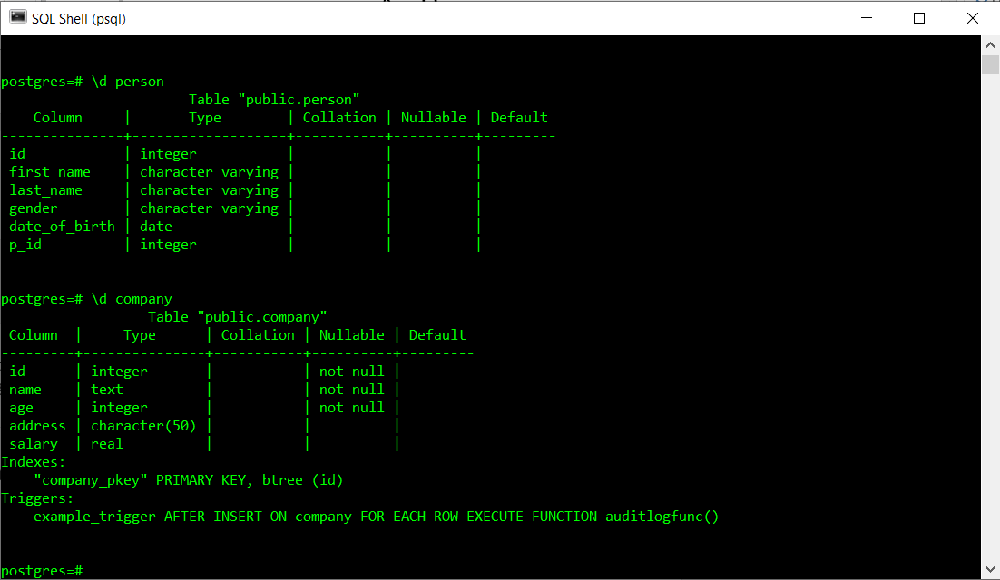 SQL Shell (psql)
postgres=# \d person
                       Table "public.person"
    Column     |       Type        | Collation | Nullable | Default
---------------+-------------------+-----------+----------+---------
 id            | integer           |           |          |
 first_name    | character varying |           |          |
 last_name     | character varying |           |          |
 gender        | character varying |           |          |
 date_of_birth | date              |           |          |
 p_id          | integer           |           |          |
postgres=# \d company
                  Table "public.company"
 Column  |     Type      | Collation | Nullable | Default
---------+---------------+-----------+----------+---------
 id      | integer       |           | not null |
 name    | text          |           | not null |
 age     | integer       |           | not null |
 address | character(50) |           |          |
 salary  | real          |           |          |
Indexes:
    "company_pkey" PRIMARY KEY, btree (id)
Triggers:
    example_trigger AFTER INSERT ON company FOR EACH ROW EXECUTE FUNCTION auditlogfunc()
postgres=#